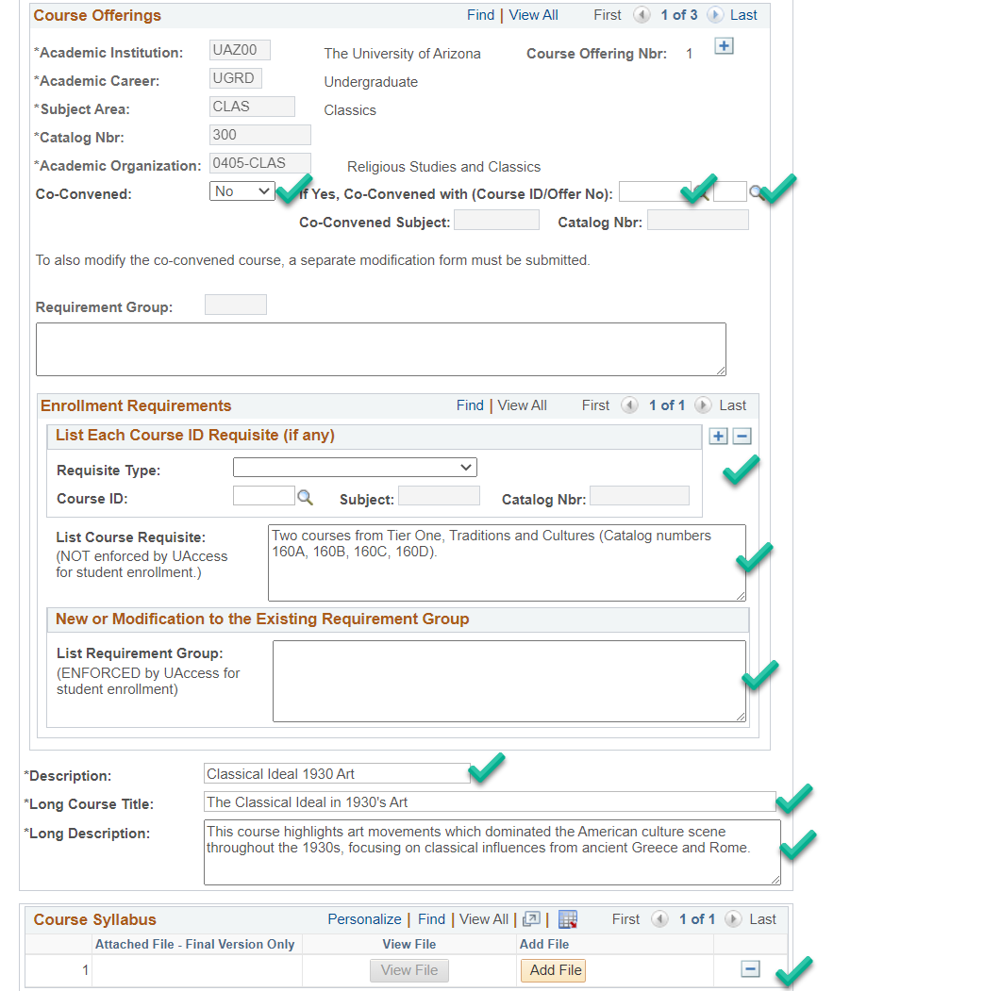 Course Offerings Find | View All First 1 of 3 Last
*Academic Institution: UAZ00 The University of Arizona Course Offering Nbr: 1
*Academic Career: UGRD Undergraduate
*Subject Area: CLAS Classics
*Catalog Nbr: 300
*Academic Organization: 0405-CLAS Religious Studies and Classics
Co-Convened: No If Yes, Co-Convened with (Course ID/Offer No):
Co-Convened Subject: Catalog Nbr:
To also modify the co-convened course, a separate modification form must be submitted.
Requirement Group:
Enrollment Requirements Find | View All First 1 of 1 Last
List Each Course ID Requisite (if any)
Requisite Type:
Course ID: Subject: Catalog Nbr:
List Course Requisite:
(NOT enforced by UAccess
for student enrollment.)
Two courses from Tier One, Traditions and Cultures (Catalog numbers
160A, 160B, 160C, 160D).
New or Modification to the Existing Requirement Group
List Requirement Group:
(ENFORCED by UAccess for
student enrollment)
*Description: Classical Ideal 1930 Art
*Long Course Title: The Classical Ideal in 1930's Art
*Long Description: This course highlights art movements which dominated the American culture scene
throughout the 1930s, focusing on classical influences from ancient Greece and Rome.
Course Syllabus Personalize | Find | View All | | First 1 of 1 Last
Attached File - Final Version Only View File Add File
1 View File Add File